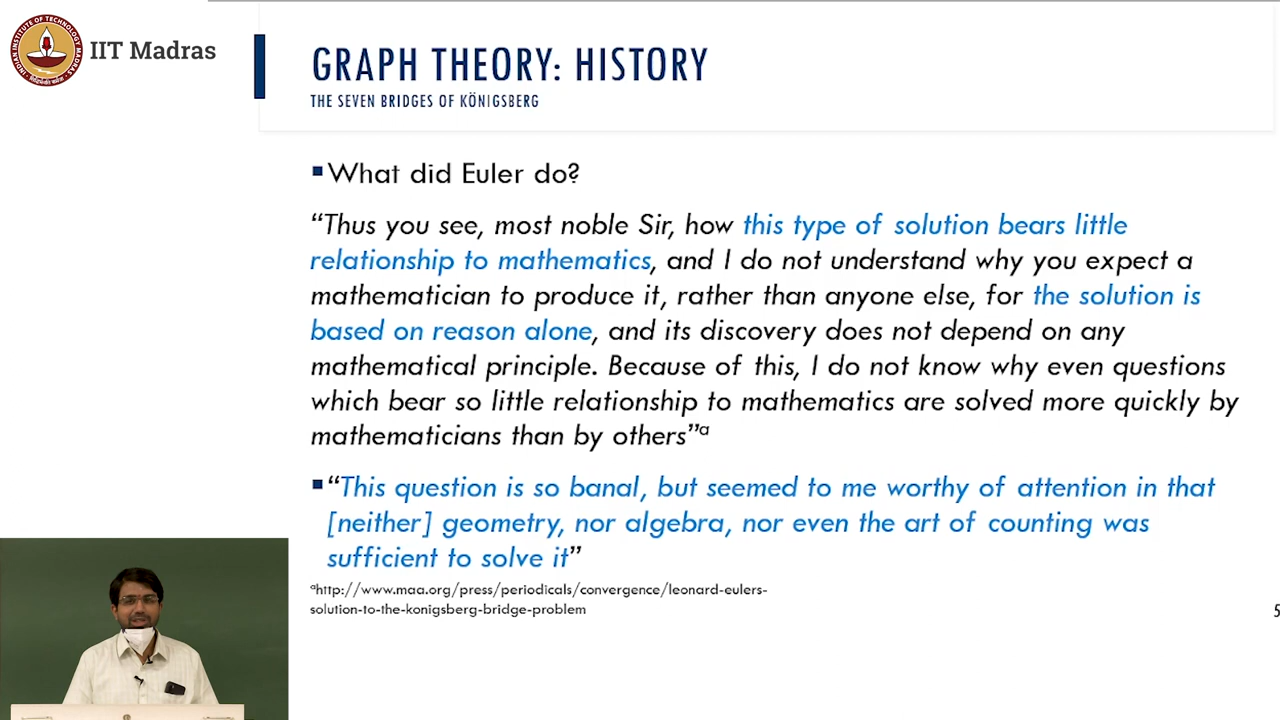 IIT Madras
GRAPH THEORY: HISTORY
THE SEVEN BRIDGES OF KÖNIGSBERG
▪What did Euler do?
“Thus you see, most noble Sir, how this type of solution bears little
relationship to mathematics, and I do not understand why you expect a
mathematician to produce it, rather than anyone else, for the solution is
based on reason alone, and its discovery does not depend on any
mathematical principle. Because of this, I do not know why even questions
which bear so little relationship to mathematics are solved more quickly by
mathematicians than by others”ᵃ
▪“This question is so banal, but seemed to me worthy of attention in that
[neither] geometry, nor algebra, nor even the art of counting was
sufficient to solve it”
ᵃhttp://www.maa.org/press/periodicals/convergence/leonard-eulers-
solution-to-the-konigsberg-bridge-problem
5